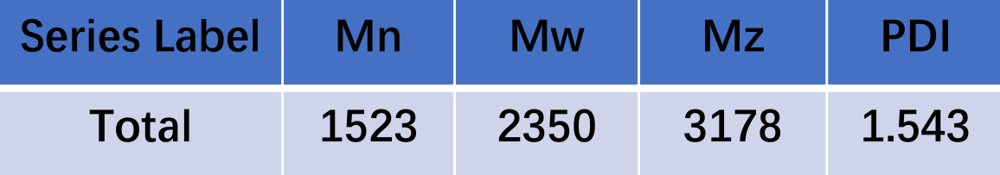 Series Label Mn Mw Mz PDI
Total 1523 2350 3178 1.543